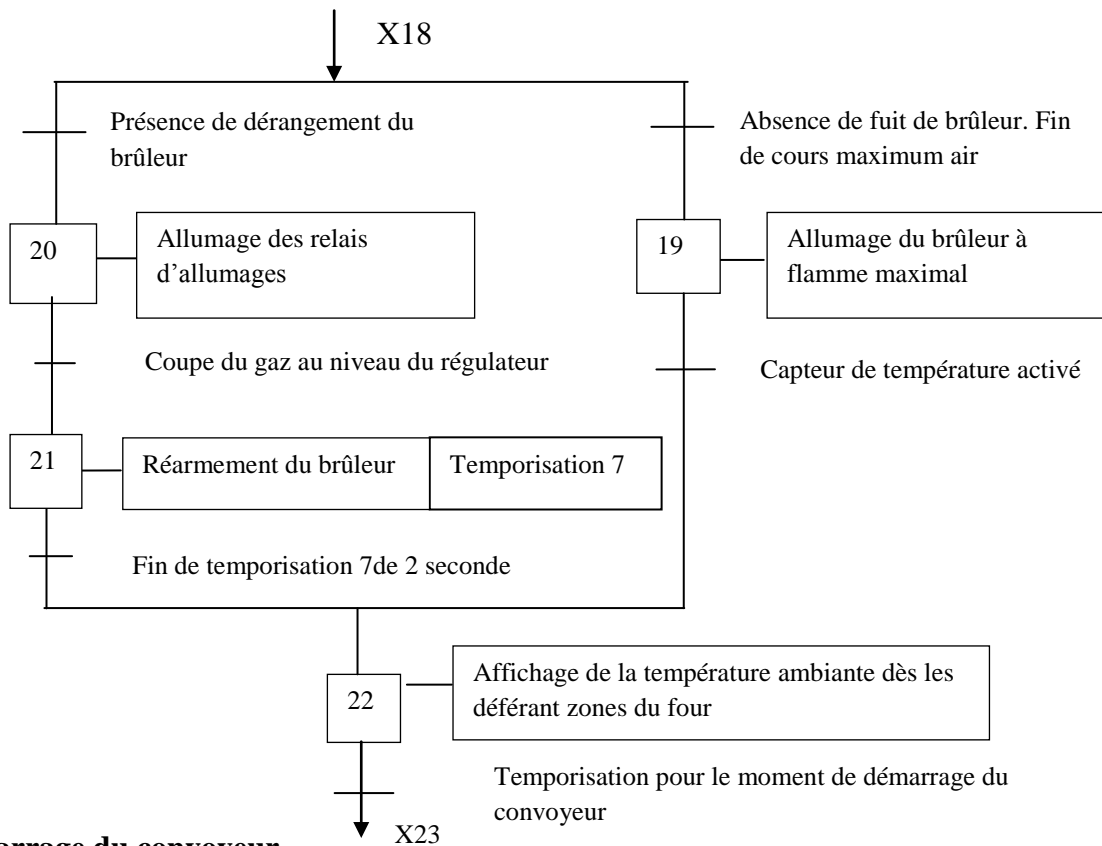 X18
Présence de dérangement du
brûleur
Absence de fuit de brûleur. Fin
de cours maximum air
20
Allumage des relais
d’allumages
19
Allumage du brûleur à
flamme maximal
Coupe du gaz au niveau du régulateur
Capteur de température activé
21
Réarmement du brûleur
Temporisation 7
Fin de temporisation 7de 2 seconde
22
Affichage de la température ambiante dès les
déférant zones du four
Temporisation pour le moment de démarrage du
convoyeur
X23
arrage du convoyeur